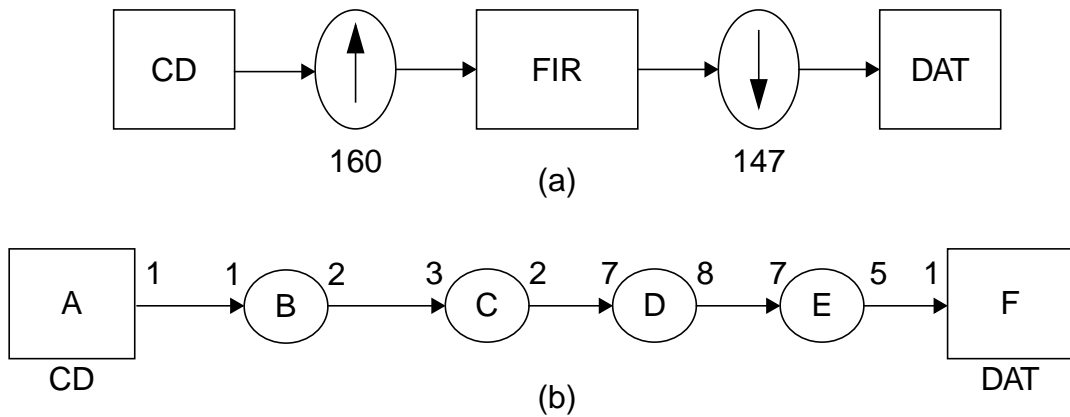 CD FIR DAT
160 147
(a)
1 1 2 3 2 7 8 7 5 1
A B C D E F
CD DAT
(b)